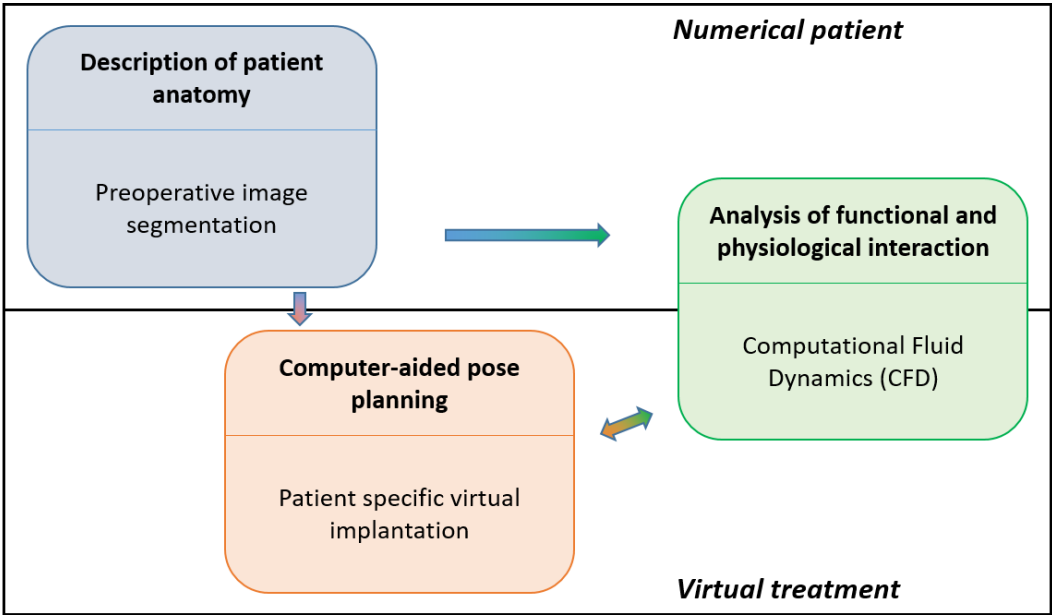 Numerical patient
Description of patient
anatomy
Preoperative image
segmentation
Analysis of functional and
physiological interaction
Computational Fluid
Dynamics (CFD)
Computer-aided pose
planning
Patient specific virtual
implantation
Virtual treatment